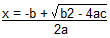 x = -b + √b2 - 4ac
2a